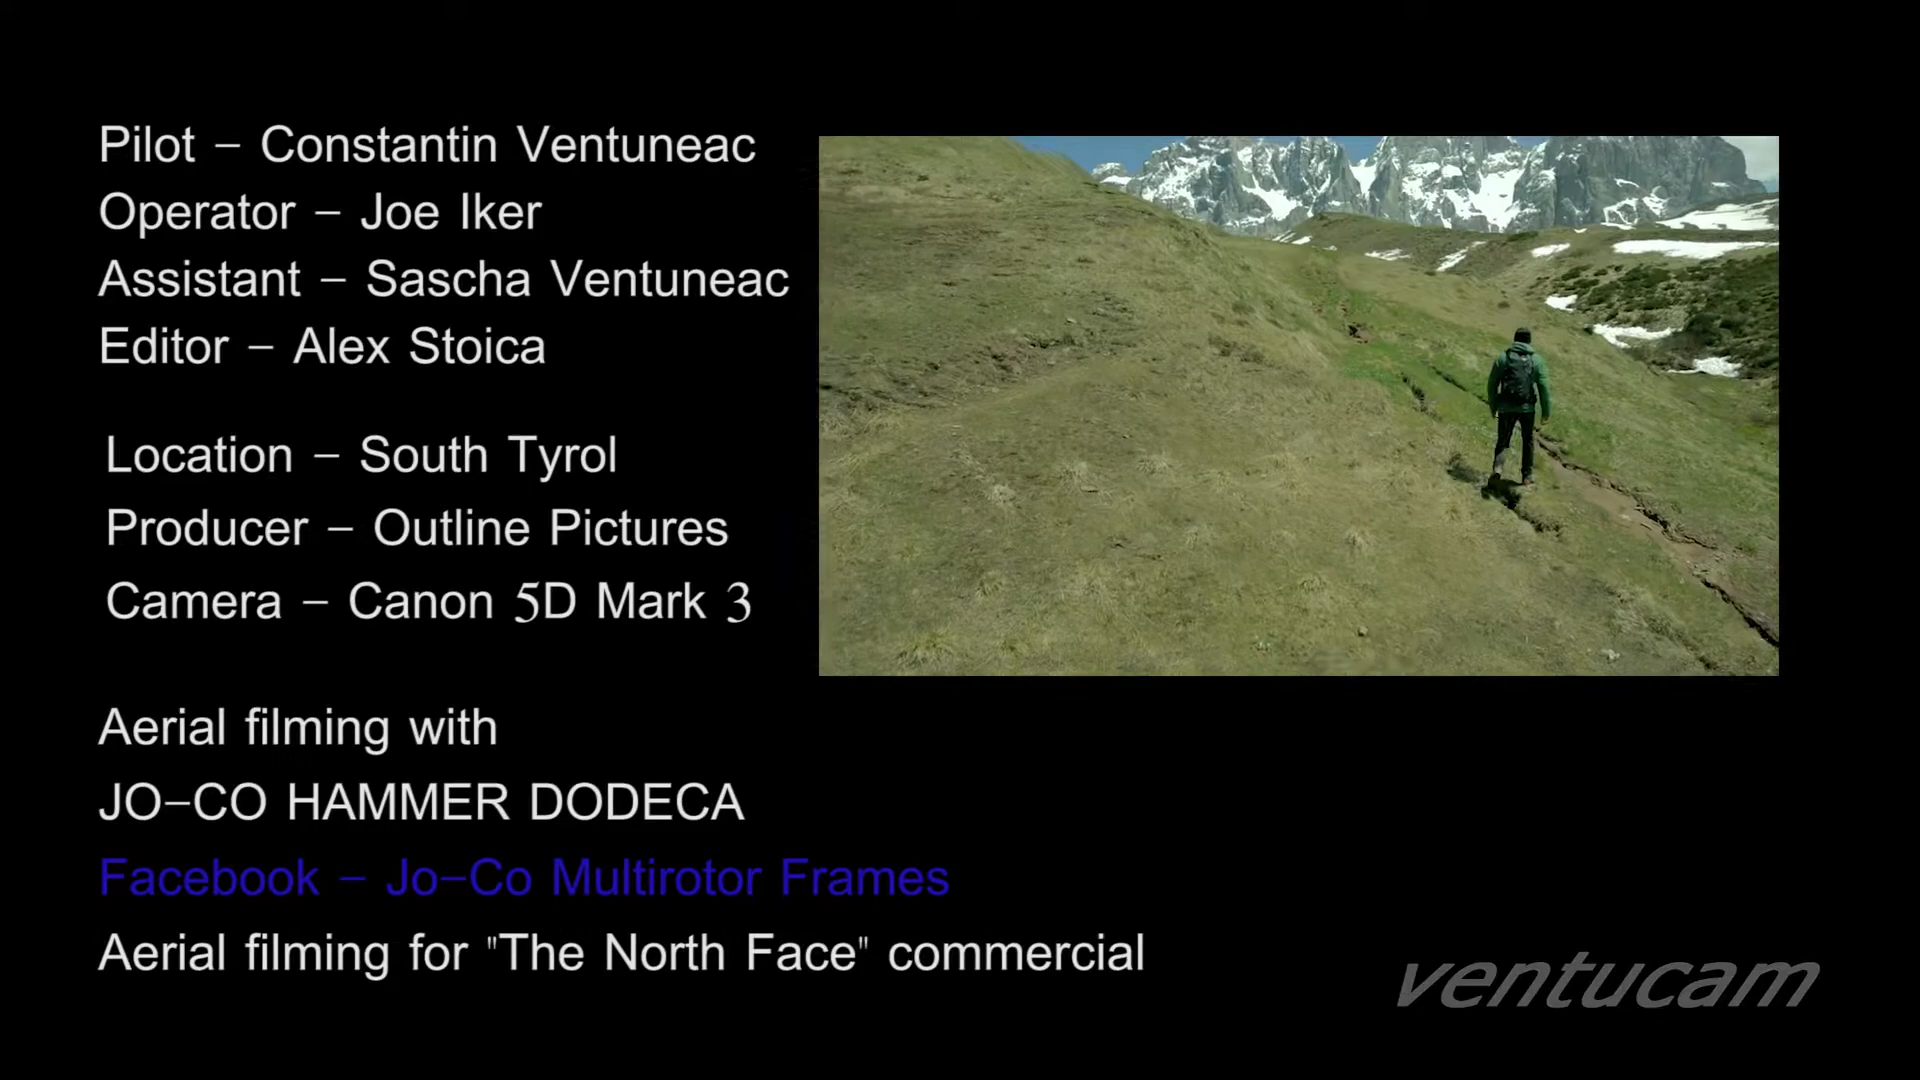 Pilot - Constantin Ventuneac
Operator - Joe Iker
Assistant - Sascha Ventuneac
Editor - Alex Stoica
Location - South Tyrol
Producer - Outline Pictures
Camera - Canon 5D Mark 3
Aerial filming with
JO-CO HAMMER DODECA
Facebook - Jo-Co Multirotor Frames
Aerial filming for "The North Face" commercial
ventucam